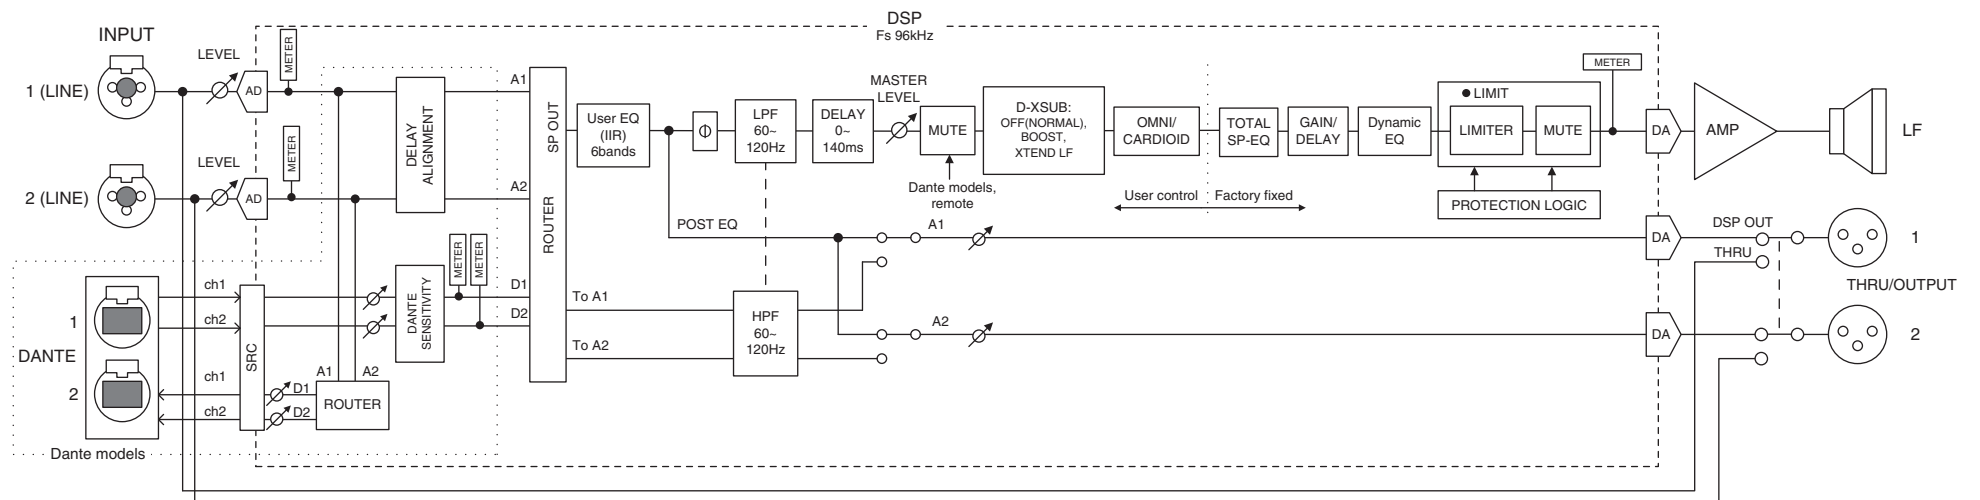 DSP
Fs 96kHz
INPUT
1 (LINE)
LEVEL
AD
METER
2 (LINE)
LEVEL
AD
METER
DELAY
ALIGNMENT
A1
A2
SP OUT
ROUTER
User EQ
(IIR)
6bands
Φ
LPF
60~
120Hz
DELAY
0~
140ms
MASTER
LEVEL
MUTE
Dante models,
remote
D-XSUB:
OFF(NORMAL),
BOOST,
XTEND LF
OMNI/
CARDIOID
User control
Factory fixed
TOTAL
SP-EQ
GAIN/
DELAY
Dynamic
EQ
LIMIT
LIMITER
MUTE
PROTECTION LOGIC
METER
DA
AMP
LF
POST EQ
A1
DA
DSP OUT
THRU
1
THRU/OUTPUT
A2
DA
2
DANTE
1
ch1
ch2
2
ch1
ch2
SRC
DANTE
SENSITIVITY
METER
METER
D1
D2
To A1
To A2
HPF
60~
120Hz
A1
A2
D1
D2
ROUTER
Dante models